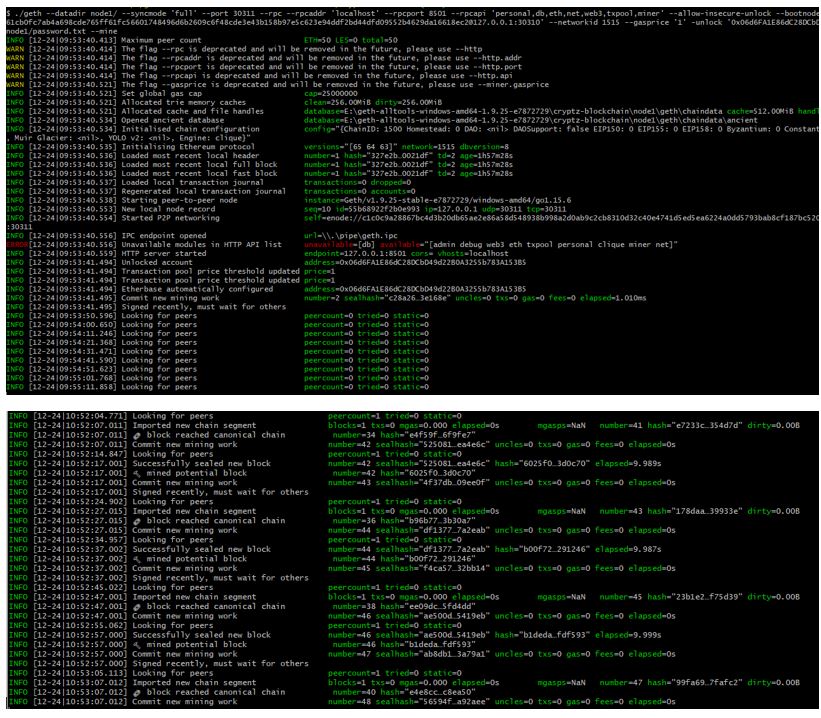 $ ./geth --datadir node1/ --syncmode 'full' --port 30311 --rpc --rpcaddr 'localhost' --rpcport 8501 --rpcapi 'personal,db,eth,net,web3,txpool,miner' --allow-insecure-unlock --bootnode
61cb0fc7ab4a698cde765ff61fc56601748496d6b2609c6f48cde3e43b158b97e5c623e94ddf2bd44dfd09552b4629da16618ec20127.0.0.1:30310' --networkid 1515 --gasprice '1' -unlock '0x06d6FA1E86dC28DCbD
node1/password.txt --mine
INFO [12-24|09:53:40.413] Maximum peer count ETH=50 LES=0 total=50
WARN [12-24|09:53:40.413] The flag --rpc is deprecated and will be removed in the future, please use --http
WARN [12-24|09:53:40.413] The flag --rpcaddr is deprecated and will be removed in the future, please use --http.addr
WARN [12-24|09:53:40.413] The flag --rpcport is deprecated and will be removed in the future, please use --http.port
WARN [12-24|09:53:40.413] The flag --rpcapi is deprecated and will be removed in the future, please use --http.api
WARN [12-24|09:53:40.521] The flag --gasprice is deprecated and will be removed in the future, please use --miner.gasprice
INFO [12-24|09:53:40.521] Set global gas cap cap=25000000
INFO [12-24|09:53:40.521] Allocated trie memory caches clean=256.00MiB dirty=256.00MiB
INFO [12-24|09:53:40.521] Allocated cache and file handles database=E:\geth-alltools-windows-amd64-1.9.25-e7872729\cryptz-blockchain\node1\geth\chaindata cache=512.00MiB handl
INFO [12-24|09:53:40.534] Opened ancient database database=E:\geth-alltools-windows-amd64-1.9.25-e7872729\cryptz-blockchain\node1\geth\chaindata\ancient
INFO [12-24|09:53:40.534] Initialised chain configuration config="{ChainID: 1500 Homestead: 0 DAO: <nil> DAOSupport: false EIP150: 0 EIP155: 0 EIP158: 0 Byzantium: 0 Constant
, Muir Glacier: <nil>, YOLO v2: <nil>, Engine: clique}"
INFO [12-24|09:53:40.535] Initialising Ethereum protocol versions="[65 64 63]" network=1515 dbversion=8
INFO [12-24|09:53:40.536] Loaded most recent local header number=1 hash="327e2b…0021df" td=2 age=1h57m28s
INFO [12-24|09:53:40.536] Loaded most recent local full block number=1 hash="327e2b…0021df" td=2 age=1h57m28s
INFO [12-24|09:53:40.536] Loaded most recent local fast block number=1 hash="327e2b…0021df" td=2 age=1h57m28s
INFO [12-24|09:53:40.537] Loaded local transaction journal transactions=0 dropped=0
INFO [12-24|09:53:40.537] Regenerated local transaction journal transactions=0 accounts=0
INFO [12-24|09:53:40.538] Starting peer-to-peer node instance=Geth/v1.9.25-stable-e7872729/windows-amd64/go1.15.6
INFO [12-24|09:53:40.553] New local node record seq=10 id=55b68922f2b0e993 ip=127.0.0.1 udp=30311 tcp=30311
INFO [12-24|09:53:40.554] Started P2P networking self=enode://c1c0c9a28867bc4d3b20db65ae2e86a58d548938b998a2d0ab9c2cb8310d32c40e4741d5ed5ea6224a0dd5793bab8cf187bc520
:30311
INFO [12-24|09:53:40.556] IPC endpoint opened url=\\.\pipe\geth.ipc
ERROR[12-24|09:53:40.556] Unavailable modules in HTTP API list unavailable=[db] available="[admin debug web3 eth txpool personal clique miner net]"
INFO [12-24|09:53:40.559] HTTP server started endpoint=127.0.0.1:8501 cors= vhosts=localhost
INFO [12-24|09:53:41.494] Unlocked account address=0x06d6FA1E86dC28DCbD49d22B0A3255b783A153B5
INFO [12-24|09:53:41.494] Transaction pool price threshold updated price=1
INFO [12-24|09:53:41.494] Transaction pool price threshold updated price=1
INFO [12-24|09:53:41.494] Etherbase automatically configured address=0x06d6FA1E86dC28DCbD49d22B0A3255b783A153B5
INFO [12-24|09:53:41.495] Commit new mining work number=2 sealhash="c28a26…3e168e" uncles=0 txs=0 gas=0 fees=0 elapsed=1.010ms
INFO [12-24|09:53:41.495] Signed recently, must wait for others
INFO [12-24|09:53:50.596] Looking for peers peercount=0 tried=0 static=0
INFO [12-24|09:54:00.650] Looking for peers peercount=0 tried=0 static=0
INFO [12-24|09:54:11.246] Looking for peers peercount=0 tried=0 static=0
INFO [12-24|09:54:21.368] Looking for peers peercount=0 tried=0 static=0
INFO [12-24|09:54:31.471] Looking for peers peercount=0 tried=0 static=0
INFO [12-24|09:54:41.590] Looking for peers peercount=0 tried=0 static=0
INFO [12-24|09:54:51.623] Looking for peers peercount=0 tried=0 static=0
INFO [12-24|09:55:01.768] Looking for peers peercount=0 tried=0 static=0
INFO [12-24|09:55:11.858] Looking for peers peercount=0 tried=0 static=0
INFO [12-24|10:52:04.771] Looking for peers peercount=1 tried=0 static=0
INFO [12-24|10:52:07.011] Imported new chain segment blocks=1 txs=0 mgas=0.000 elapsed=0s mgasps=NaN number=41 hash="e7233c…354d7d" dirty=0.00B
INFO [12-24|10:52:07.011] 🔗 block reached canonical chain number=34 hash="e4f59f…6f9fe7"
INFO [12-24|10:52:07.011] Commit new mining work number=42 sealhash="525081…ea4e6c" uncles=0 txs=0 gas=0 fees=0 elapsed=0s
INFO [12-24|10:52:14.847] Looking for peers peercount=1 tried=0 static=0
INFO [12-24|10:52:17.001] Successfully sealed new block number=42 sealhash="525081…ea4e6c" hash="6025f0…3d0c70" elapsed=9.989s
INFO [12-24|10:52:17.001] 🔨 mined potential block number=42 hash="6025f0…3d0c70"
INFO [12-24|10:52:17.001] Commit new mining work number=43 sealhash="4f37db…09ee0f" uncles=0 txs=0 gas=0 fees=0 elapsed=0s
INFO [12-24|10:52:17.001] Signed recently, must wait for others
INFO [12-24|10:52:24.902] Looking for peers peercount=1 tried=0 static=0
INFO [12-24|10:52:27.015] Imported new chain segment blocks=1 txs=0 mgas=0.000 elapsed=0s mgasps=NaN number=43 hash="178daa…39933e" dirty=0.00B
INFO [12-24|10:52:27.015] 🔗 block reached canonical chain number=36 hash="b96b77…3b30a7"
INFO [12-24|10:52:27.015] Commit new mining work number=44 sealhash="df1377…7a2eab" uncles=0 txs=0 gas=0 fees=0 elapsed=0s
INFO [12-24|10:52:34.957] Looking for peers peercount=1 tried=0 static=0
INFO [12-24|10:52:37.002] Successfully sealed new block number=44 sealhash="df1377…7a2eab" hash="b00f72…291246" elapsed=9.987s
INFO [12-24|10:52:37.002] 🔨 mined potential block number=44 hash="b00f72…291246"
INFO [12-24|10:52:37.002] Commit new mining work number=45 sealhash="f4ca57…32bb14" uncles=0 txs=0 gas=0 fees=0 elapsed=0s
INFO [12-24|10:52:37.002] Signed recently, must wait for others
INFO [12-24|10:52:45.022] Looking for peers peercount=1 tried=0 static=0
INFO [12-24|10:52:47.001] Imported new chain segment blocks=1 txs=0 mgas=0.000 elapsed=0s mgasps=NaN number=45 hash="23b1e2…f75d39" dirty=0.00B
INFO [12-24|10:52:47.001] 🔗 block reached canonical chain number=38 hash="ee09dc…5fd4dd"
INFO [12-24|10:52:47.001] Commit new mining work number=46 sealhash="ae500d…5419eb" uncles=0 txs=0 gas=0 fees=0 elapsed=0s
INFO [12-24|10:52:55.062] Looking for peers peercount=1 tried=0 static=0
INFO [12-24|10:52:57.000] Successfully sealed new block number=46 sealhash="ae500d…5419eb" hash="b1deda…fdf593" elapsed=9.999s
INFO [12-24|10:52:57.000] 🔨 mined potential block number=46 hash="b1deda…fdf593"
INFO [12-24|10:52:57.000] Commit new mining work number=47 sealhash="ab8db1…3a79a1" uncles=0 txs=0 gas=0 fees=0 elapsed=0s
INFO [12-24|10:52:57.000] Signed recently, must wait for others
INFO [12-24|10:53:05.113] Looking for peers peercount=1 tried=0 static=0
INFO [12-24|10:53:07.012] Imported new chain segment blocks=1 txs=0 mgas=0.000 elapsed=0s mgasps=NaN number=47 hash="99fa69…7fafc2" dirty=0.00B
INFO [12-24|10:53:07.012] 🔗 block reached canonical chain number=40 hash="e4e8cc…c8ea50"
INFO [12-24|10:53:07.012] Commit new mining work number=48 sealhash="56594f…a92aee" uncles=0 txs=0 gas=0 fees=0 elapsed=0s